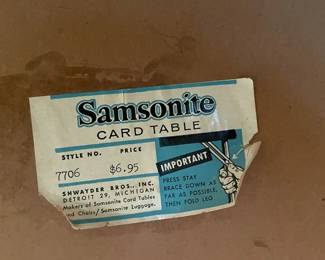 Samsonite
CARD TABLE
STYLE NO. PRICE
7706 $6.95
SHWAYDER BROS., INC.
DETROIT 29, MICHIGAN
Makers of Samsonite Card Tables
and Chairs/Samsonite Luggage.
IMPORTANT
PRESS STAY
BRACE DOWN AS
FAR AS POSSIBLE,
THEN FOLD LEG